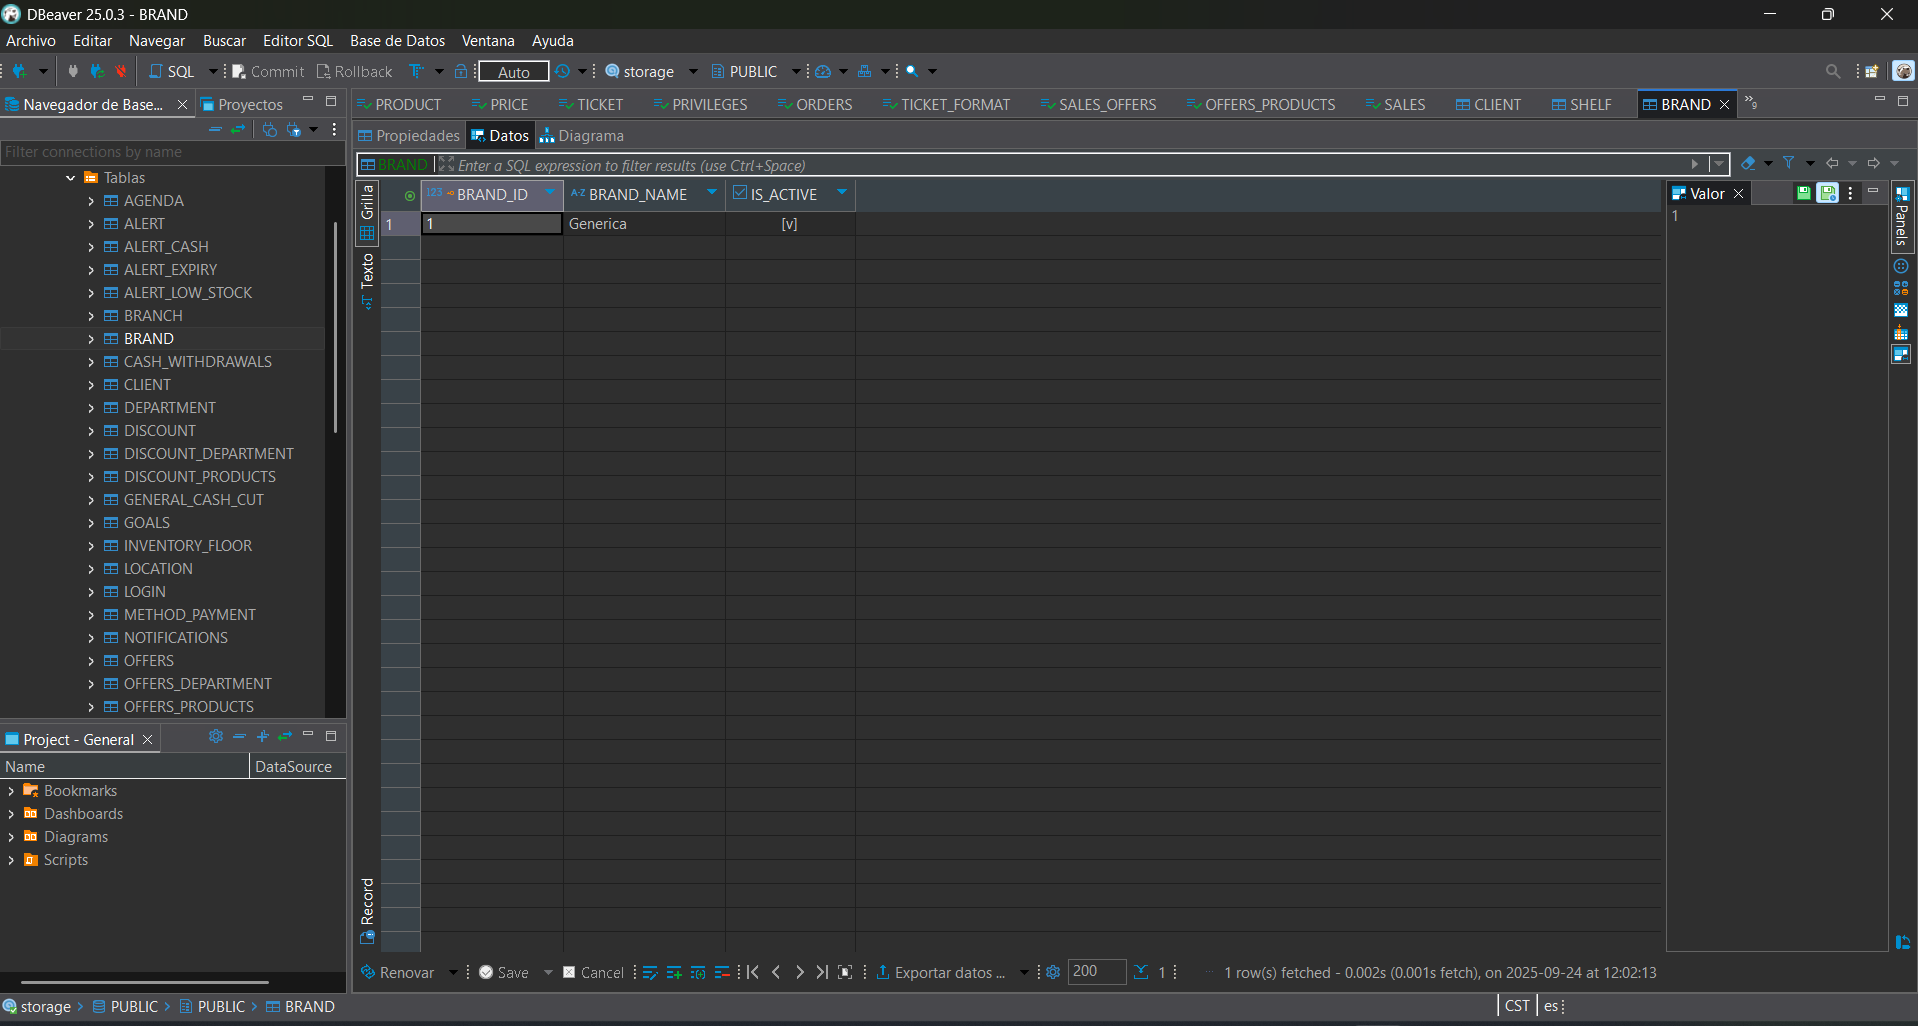 DBeaver 25.0.3 - BRAND
Archivo Editar Navegar Buscar Editor SQL Base de Datos Ventana Ayuda
SQL Commit Rollback Auto storage PUBLIC
Navegador de Base... Proyectos
Filter connections by name
Tablas
AGENDA
ALERT
ALERT_CASH
ALERT_EXPIRY
ALERT_LOW_STOCK
BRANCH
BRAND
CASH_WITHDRAWALS
CLIENT
DEPARTMENT
DISCOUNT
DISCOUNT_DEPARTMENT
DISCOUNT_PRODUCTS
GENERAL_CASH_CUT
GOALS
INVENTORY_FLOOR
LOCATION
LOGIN
METHOD_PAYMENT
NOTIFICATIONS
OFFERS
OFFERS_DEPARTMENT
OFFERS_PRODUCTS
Project - General
Name DataSource
Bookmarks
Dashboards
Diagrams
Scripts
PRODUCT PRICE TICKET PRIVILEGES ORDERS TICKET_FORMAT SALES_OFFERS OFFERS_PRODUCTS SALES CLIENT SHELF BRAND »9
Propiedades Datos Diagrama
BRAND Enter a SQL expression to filter results (use Ctrl+Space)
Grilla
Texto
Record
123 BRAND_ID A-Z BRAND_NAME IS_ACTIVE
1 1 Generica [v]
Valor
1
Panels
Renovar Save Cancel Exportar datos ... 200 1 1 row(s) fetched - 0.002s (0.001s fetch), on 2025-09-24 at 12:02:13
storage PUBLIC PUBLIC BRAND
CST es